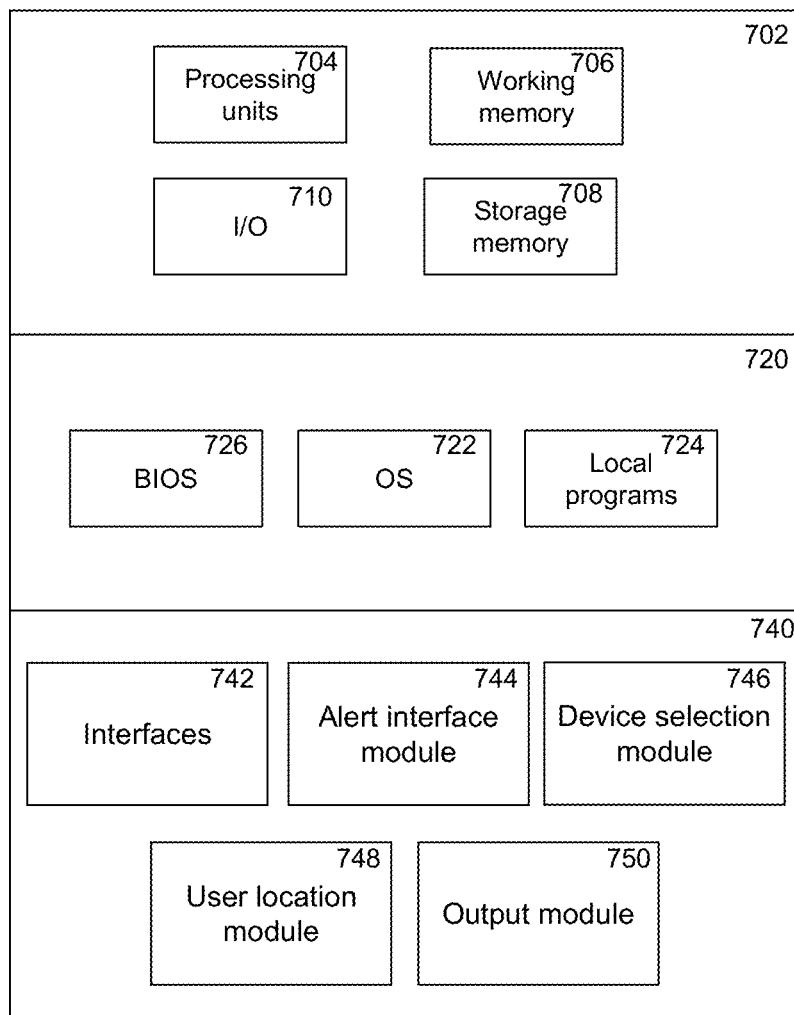 702
704
Processing
units
706
Working
memory
710
I/O
708
Storage
memory
720
726
BIOS
722
OS
724
Local
programs
740
742
Interfaces
744
Alert interface
module
746
Device selection
module
748
User location
module
750
Output module